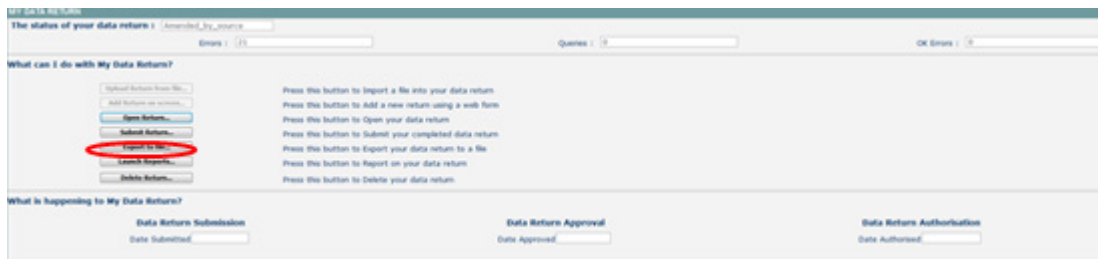 MY DATA RETURN
The status of your data return : Amended_by_source
Errors : 21 Queries : 0 OK Errors : 0
What can I do with My Data Return?
Upload Return from file... Press this button to Import a file into your data return
Add Return on screen... Press this button to Add a new return using a web form
Open Return... Press this button to Open your data return
Submit Return... Press this button to Submit your completed data return
Export to file... Press this button to Export your data return to a file
Launch Reports... Press this button to Report on your data return
Delete Return... Press this button to Delete your data return
What is happening to My Data Return?
Data Return Submission Data Return Approval Data Return Authorisation
Date Submitted Date Approved Date Authorised